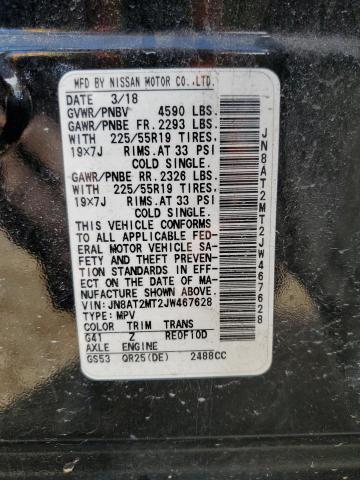 MFD BY NISSAN MOTOR CO.,LTD.
DATE 3/18
GVWR/PNBV 4590 LBS.
GAWR/PNBE FR.2293 LBS.
WITH 225/55R19 TIRES,
19X7J RIMS.AT 33 PSI
COLD SINGLE.
GAWR/PNBE RR.2326 LBS.
WITH 225/55R19 TIRES,
19X7J RIMS.AT 33 PSI
COLD SINGLE.
THIS VEHICLE CONFORMS
TO ALL APPLICABLE FED-
ERAL MOTOR VEHICLE SA-
FETY AND THEFT PREVEN-
TION STANDARDS IN EFF-
ECT ON THE DATE OF MA-
NUFACTURE SHOWN ABOVE.
VIN:JN8AT2MT2JW467628
TYPE:MPV
COLOR TRIM TRANS
G41 Z RE0F10D
AXLE ENGINE
GS53 QR25(DE) 2488CC
JN8AT2MT2JW467628